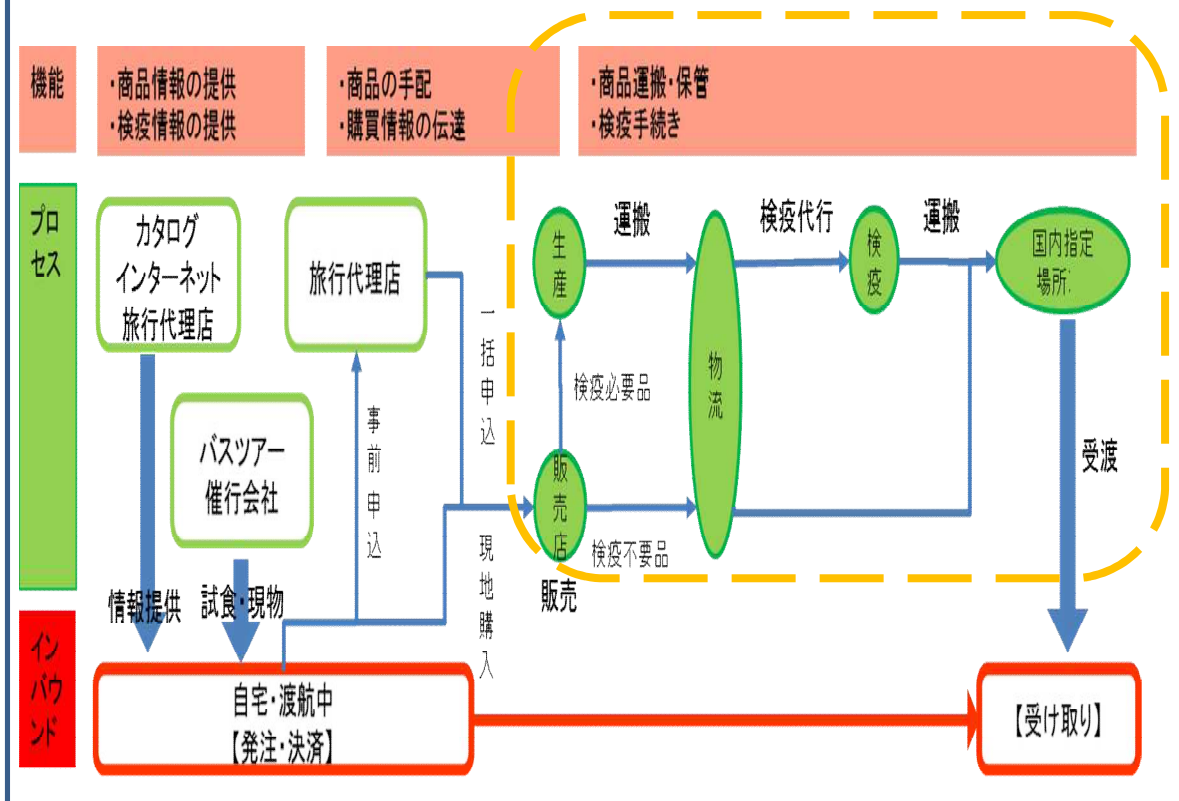 機能
・商品情報の提供
・検疫情報の提供
・商品の手配
・購買情報の伝達
・商品運搬・保管
・検疫手続き
プロ
セス
カタログ
インターネット
旅行代理店
旅行代理店
バスツアー
催行会社
情報提供
試食・現物
事前申込
一括申込
現地購入
生産
運搬
検疫代行
検疫
運搬
国内指定
場所:
物流
検疫必要品
販売店
検疫不要品
販売
受渡
イン
バウ
ンド
自宅・渡航中
【発注・決済】
【受け取り】